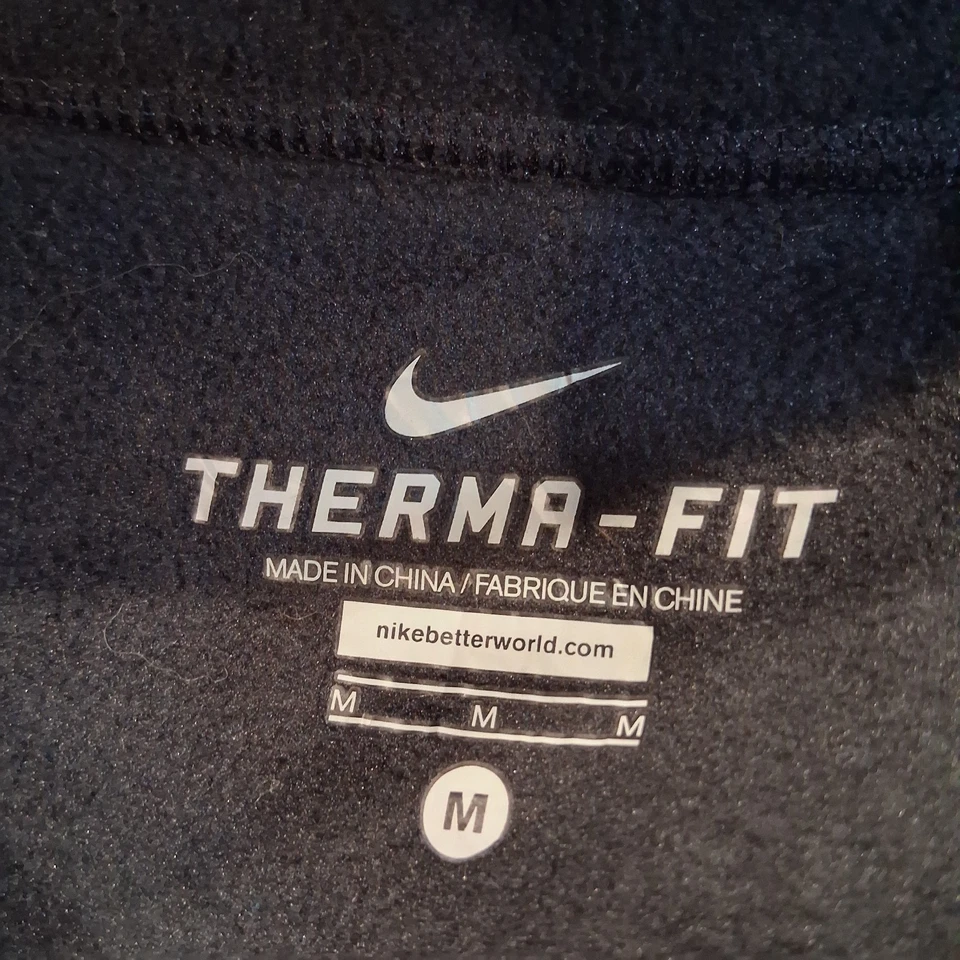 THERMA-FIT
MADE IN CHINA / FABRIQUE EN CHINE
nikebetterworld.com
M M M
M